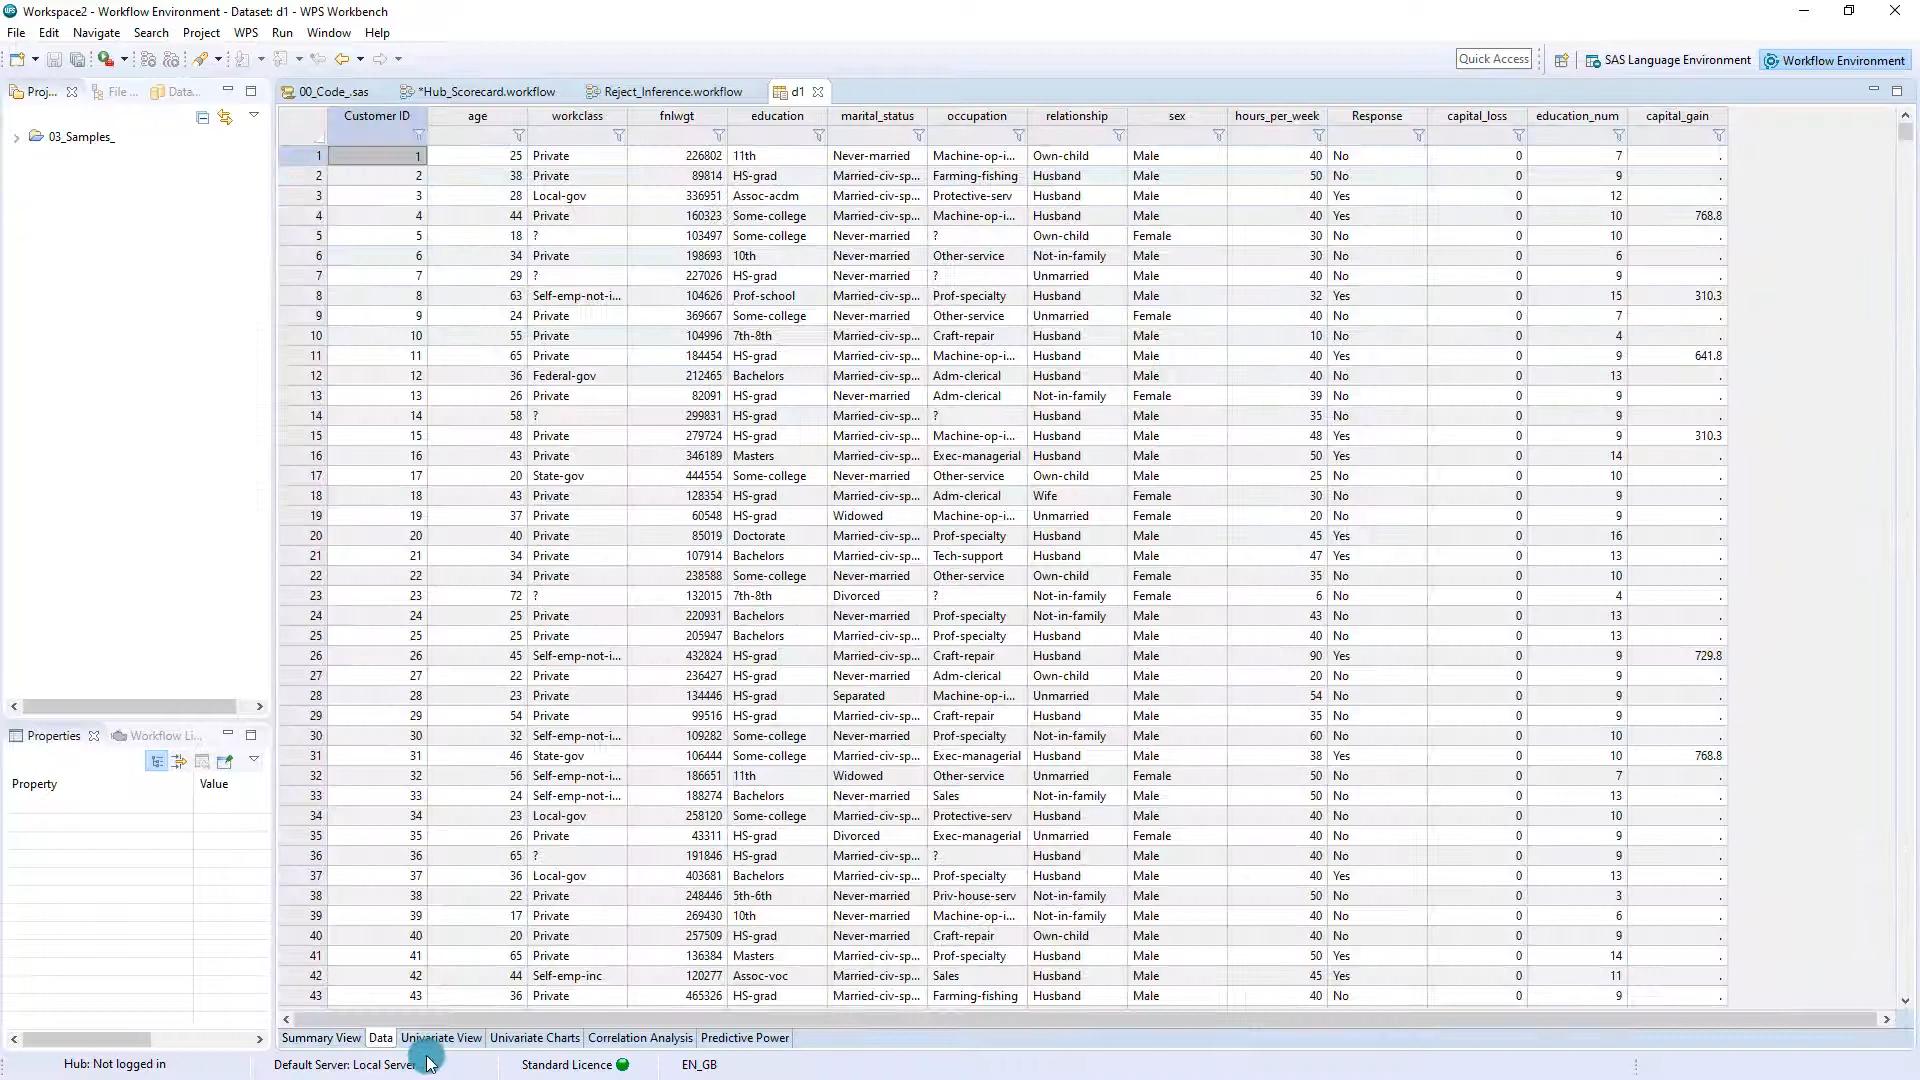 Workspace2 - Workflow Environment - Dataset: d1 - WPS Workbench
File Edit Navigate Search Project WPS Run Window Help
Quick Access SAS Language Environment Workflow Environment
Proj... File ... Data... 00_Code_.sas *Hub_Scorecard.workflow Reject_Inference.workflow d1
03_Samples_
Customer ID age workclass fnlwgt education marital_status occupation relationship sex hours_per_week Response capital_loss education_num capital_gain
1 1 25 Private 226802 11th Never-married Machine-op-i... Own-child Male 40 No 0 7 .
2 2 38 Private 89814 HS-grad Married-civ-sp... Farming-fishing Husband Male 50 No 0 9 .
3 3 28 Local-gov 336951 Assoc-acdm Married-civ-sp... Protective-serv Husband Male 40 Yes 0 12 .
4 4 44 Private 160323 Some-college Married-civ-sp... Machine-op-i... Husband Male 40 Yes 0 10 768.8
5 5 18 ? 103497 Some-college Never-married ? Own-child Female 30 No 0 10 .
6 6 34 Private 198693 10th Never-married Other-service Not-in-family Male 30 No 0 6 .
7 7 29 ? 227026 HS-grad Never-married ? Unmarried Male 40 No 0 9 .
8 8 63 Self-emp-not-i... 104626 Prof-school Married-civ-sp... Prof-specialty Husband Male 32 Yes 0 15 310.3
9 9 24 Private 369667 Some-college Never-married Other-service Unmarried Female 40 No 0 7 .
10 10 55 Private 104996 7th-8th Married-civ-sp... Craft-repair Husband Male 10 No 0 4 .
11 11 65 Private 184454 HS-grad Married-civ-sp... Machine-op-i... Husband Male 40 Yes 0 9 641.8
12 12 36 Federal-gov 212465 Bachelors Married-civ-sp... Adm-clerical Husband Male 40 No 0 13 .
13 13 26 Private 82091 HS-grad Never-married Adm-clerical Not-in-family Female 39 No 0 9 .
14 14 58 ? 299831 HS-grad Married-civ-sp... ? Husband Male 35 No 0 9 .
15 15 48 Private 279724 HS-grad Married-civ-sp... Machine-op-i... Husband Male 48 Yes 0 9 310.3
16 16 43 Private 346189 Masters Married-civ-sp... Exec-managerial Husband Male 50 Yes 0 14 .
17 17 20 State-gov 444554 Some-college Never-married Other-service Own-child Male 25 No 0 10 .
18 18 43 Private 128354 HS-grad Married-civ-sp... Adm-clerical Wife Female 30 No 0 9 .
19 19 37 Private 60548 HS-grad Widowed Machine-op-i... Unmarried Female 20 No 0 9 .
20 20 40 Private 85019 Doctorate Married-civ-sp... Prof-specialty Husband Male 45 Yes 0 16 .
21 21 34 Private 107914 Bachelors Married-civ-sp... Tech-support Husband Male 47 Yes 0 13 .
22 22 34 Private 238588 Some-college Never-married Other-service Own-child Female 35 No 0 10 .
23 23 72 ? 132015 7th-8th Divorced ? Not-in-family Female 6 No 0 4 .
24 24 25 Private 220931 Bachelors Never-married Prof-specialty Not-in-family Male 43 No 0 13 .
25 25 25 Private 205947 Bachelors Married-civ-sp... Prof-specialty Husband Male 40 No 0 13 .
26 26 45 Self-emp-not-i... 432824 HS-grad Married-civ-sp... Craft-repair Husband Male 90 Yes 0 9 729.8
27 27 22 Private 236427 HS-grad Never-married Adm-clerical Own-child Male 20 No 0 9 .
28 28 23 Private 134446 HS-grad Separated Machine-op-i... Unmarried Male 54 No 0 9 .
29 29 54 Private 99516 HS-grad Married-civ-sp... Craft-repair Husband Male 35 No 0 9 .
30 30 32 Self-emp-not-i... 109282 Some-college Never-married Prof-specialty Not-in-family Male 60 No 0 10 .
31 31 46 State-gov 106444 Some-college Married-civ-sp... Exec-managerial Husband Male 38 Yes 0 10 768.8
32 32 56 Self-emp-not-i... 186651 11th Widowed Other-service Unmarried Female 50 No 0 7 .
33 33 24 Self-emp-not-i... 188274 Bachelors Never-married Sales Not-in-family Male 50 No 0 13 .
34 34 23 Local-gov 258120 Some-college Married-civ-sp... Protective-serv Husband Male 40 No 0 10 .
35 35 26 Private 43311 HS-grad Divorced Exec-managerial Unmarried Female 40 No 0 9 .
36 36 65 ? 191846 HS-grad Married-civ-sp... ? Husband Male 40 No 0 9 .
37 37 36 Local-gov 403681 Bachelors Married-civ-sp... Prof-specialty Husband Male 40 Yes 0 13 .
38 38 22 Private 248446 5th-6th Never-married Priv-house-serv Not-in-family Male 50 No 0 3 .
39 39 17 Private 269430 10th Never-married Machine-op-i... Not-in-family Male 40 No 0 6 .
40 40 20 Private 257509 HS-grad Never-married Craft-repair Own-child Male 40 No 0 9 .
41 41 65 Private 136384 Masters Married-civ-sp... Prof-specialty Husband Male 50 Yes 0 14 .
42 42 44 Self-emp-inc 120277 Assoc-voc Married-civ-sp... Sales Husband Male 45 Yes 0 11 .
43 43 36 Private 465326 HS-grad Married-civ-sp... Farming-fishing Husband Male 40 No 0 9 .
Properties Workflow Li...
Property Value
Summary View Data Univariate View Univariate Charts Correlation Analysis Predictive Power
Hub: Not logged in Default Server: Local Server Standard Licence EN_GB